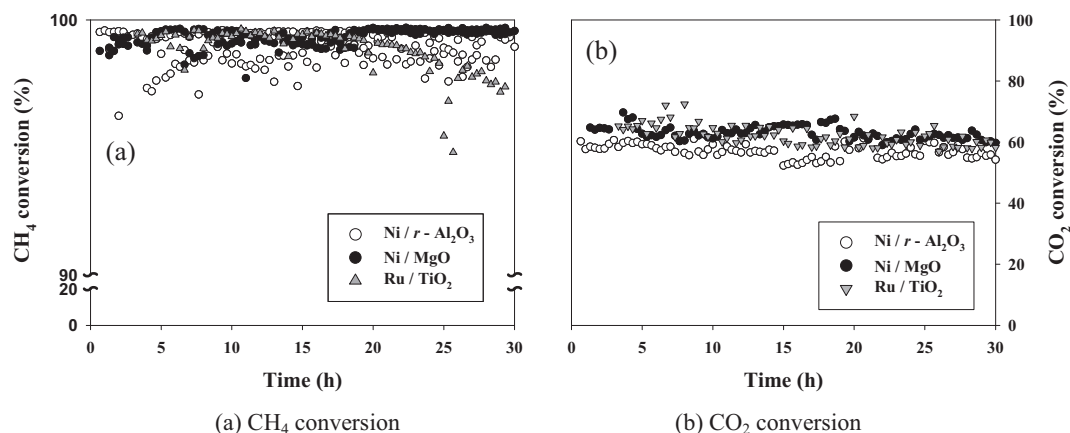 100
(a)
CH4 conversion (%)
Ni / r - Al2O3
Ni / MgO
Ru / TiO2
90
20
0
0 5 10 15 20 25 30
Time (h)
(a) CH4 conversion
(b)
100
80
60
40
20
0
CO2 conversion (%)
Ni / r - Al2O3
Ni / MgO
Ru / TiO2
0 5 10 15 20 25 30
Time (h)
(b) CO2 conversion